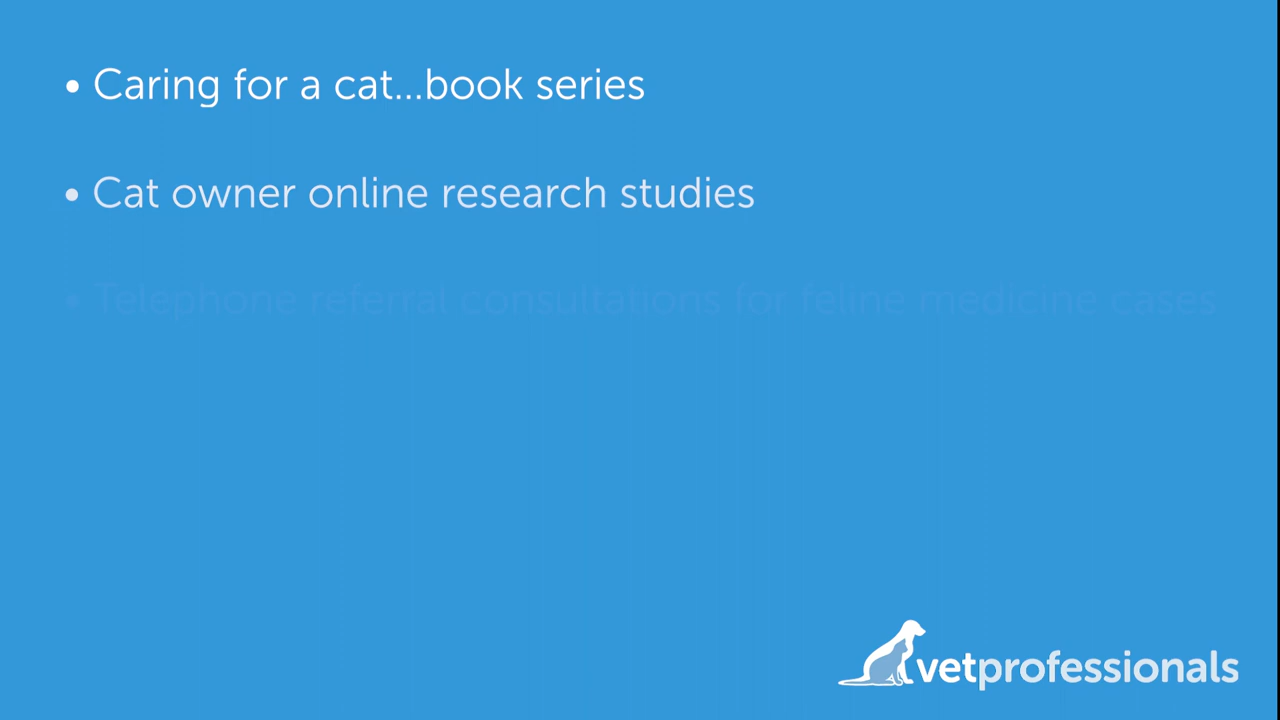 • Caring for a cat...book series
• Cat owner online research studies
• Telephone referral consultations for feline medicine cases
vetprofessionals